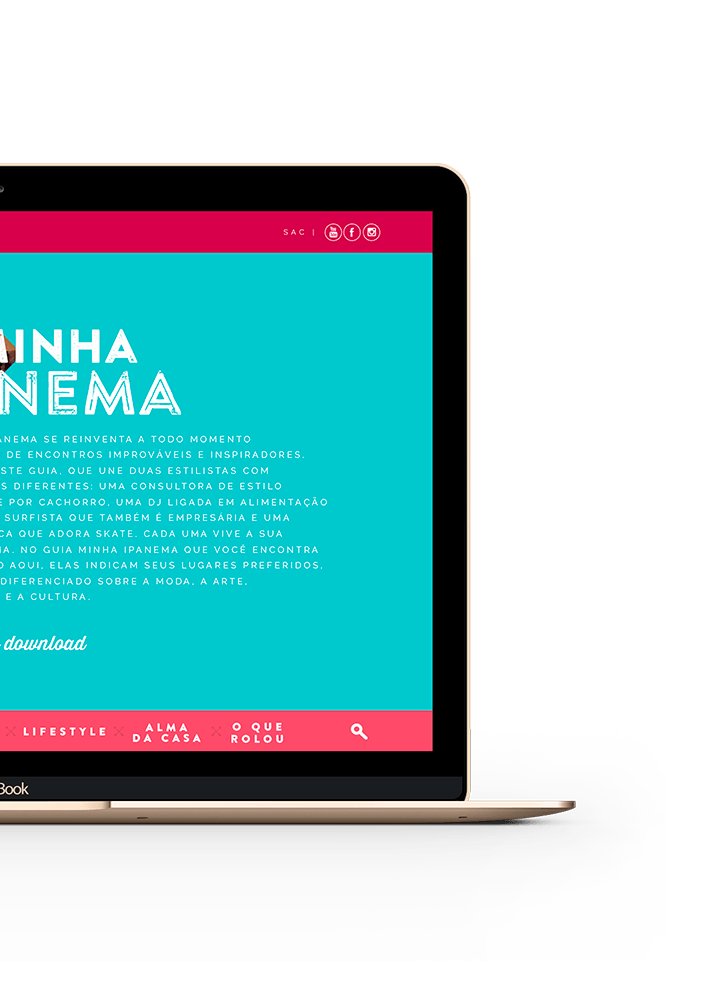 SAC |
MINHA
NEMA
ANEMA SE REINVENTA A TODO MOMENTO
DE ENCONTROS IMPROVÁVEIS E INSPIRADORES.
STE GUIA, QUE UNE DUAS ESTILISTAS COM
S DIFERENTES: UMA CONSULTORA DE ESTILO
E POR CACHORRO, UMA DJ LIGADA EM ALIMENTAÇÃO
SURFISTA QUE TAMBÉM É EMPRESÁRIA E UMA
CA QUE ADORA SKATE. CADA UMA VIVE A SUA
A. NO GUIA MINHA IPANEMA QUE VOCÊ ENCONTRA
O AQUI, ELAS INDICAM SEUS LUGARES PREFERIDOS,
DIFERENCIADO SOBRE A MODA, A ARTE,
E A CULTURA.
download
LIFESTYLE
ALMA
DA CASA
O QUE
ROLOU
Book